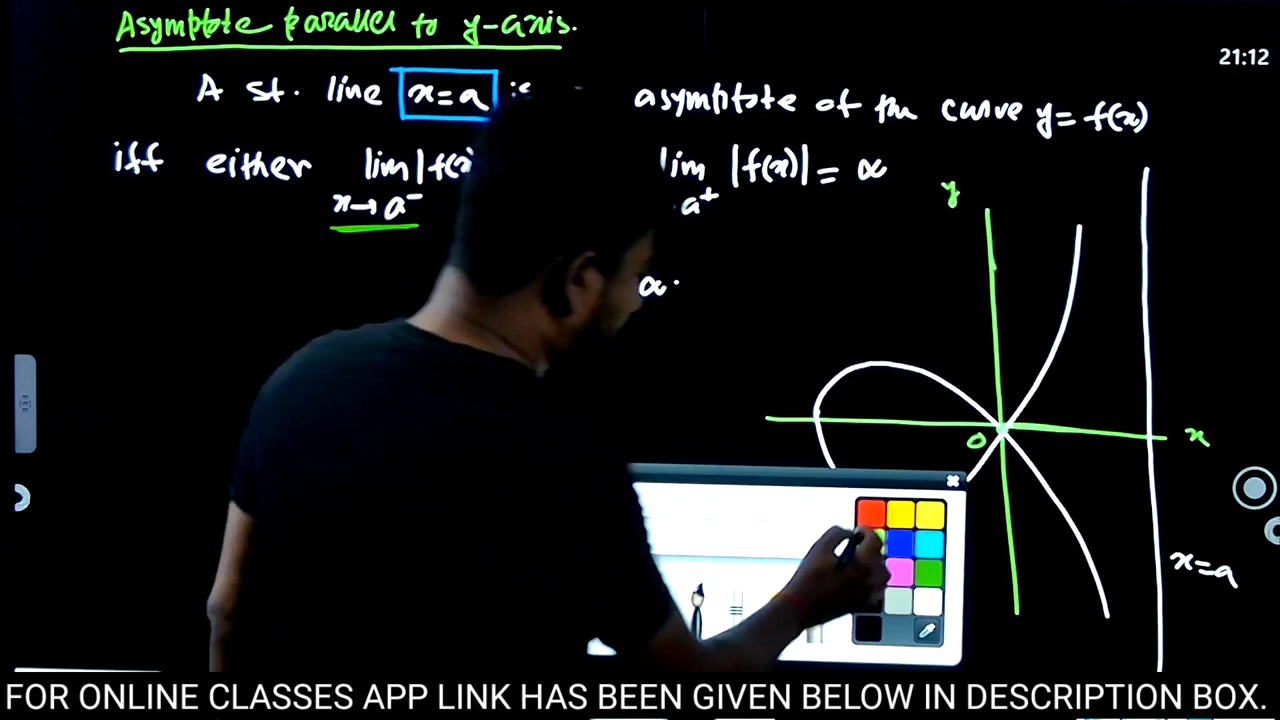 Asymptote parallel to y-axis.
21:12
A st. line x=a is asymptote of the curve y= f(x)
iff either lim |f(x) lim |f(x)| = ∝
x→a⁻ a⁺
∝.
y
O
x
x=a
FOR ONLINE CLASSES APP LINK HAS BEEN GIVEN BELOW IN DESCRIPTION BOX.